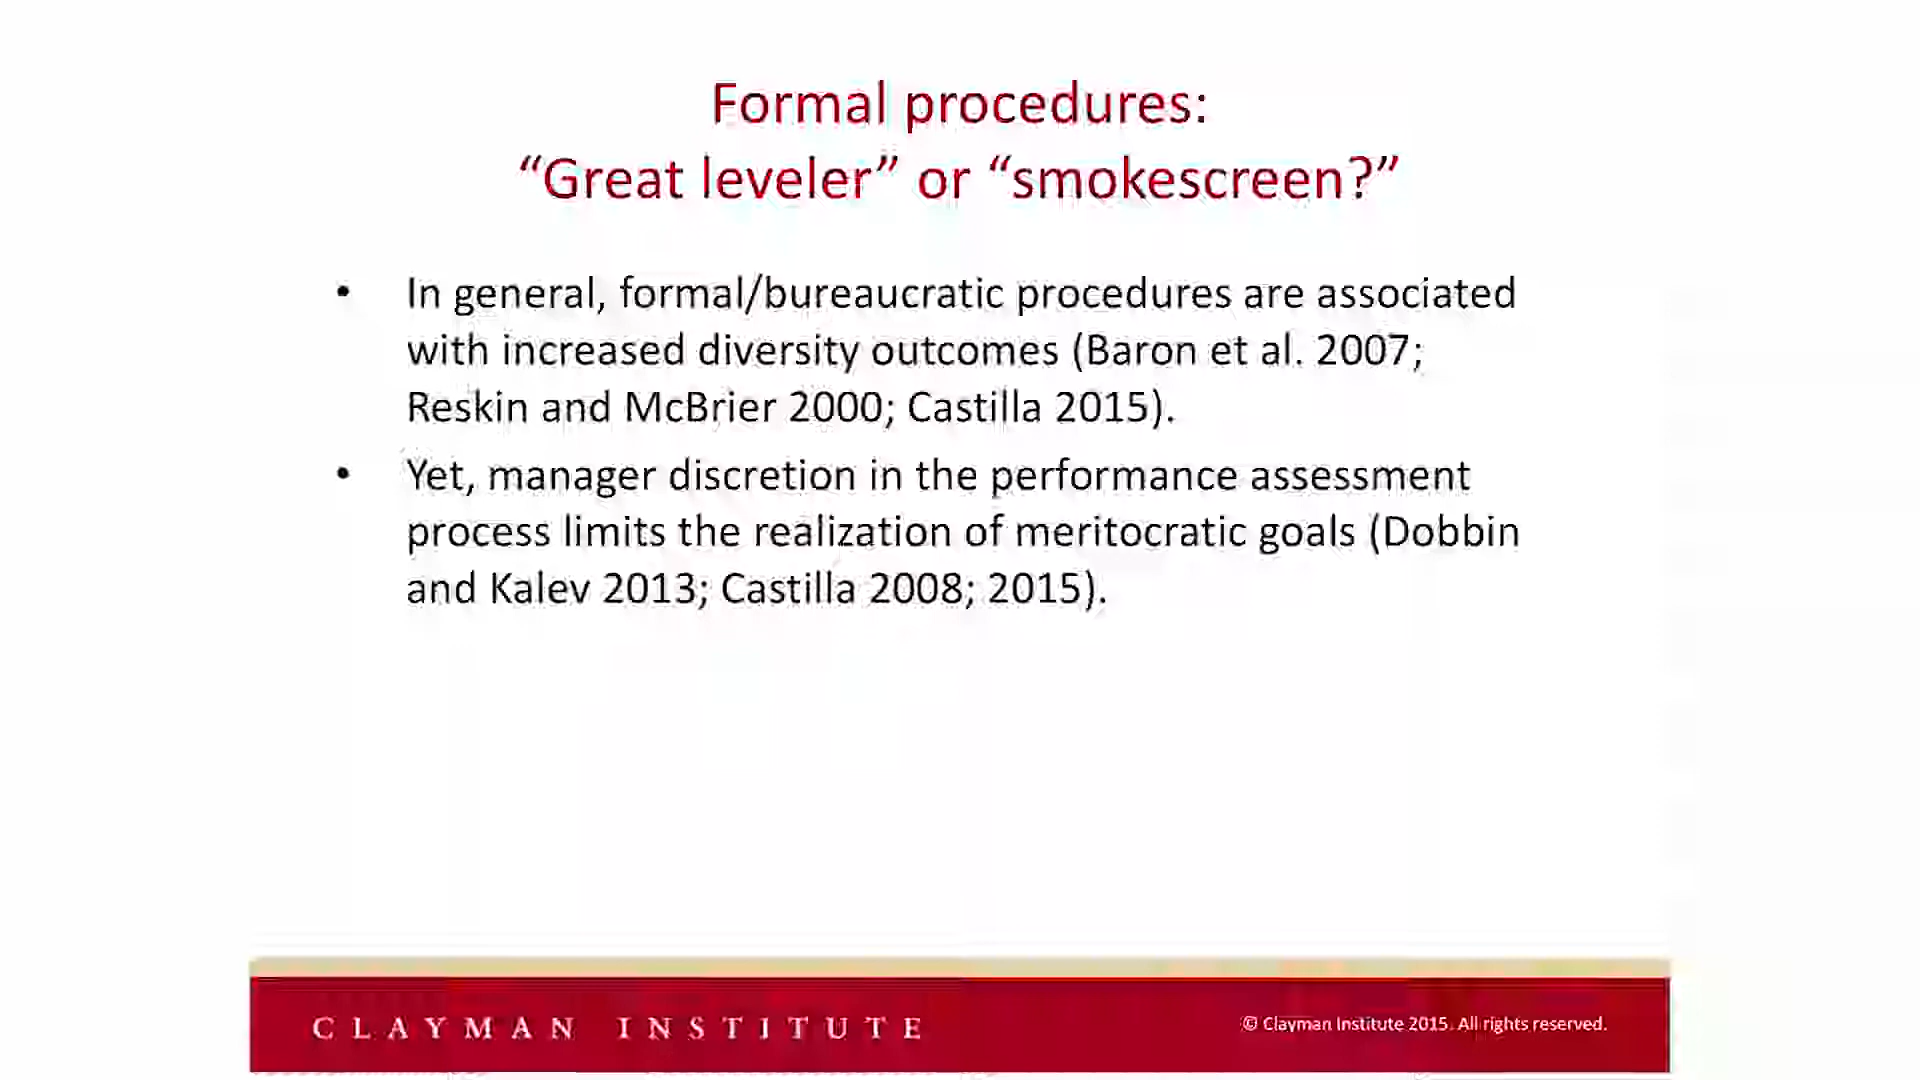 Formal procedures:
“Great leveler” or “smokescreen?”
• In general, formal/bureaucratic procedures are associated
with increased diversity outcomes (Baron et al. 2007;
Reskin and McBrier 2000; Castilla 2015).
• Yet, manager discretion in the performance assessment
process limits the realization of meritocratic goals (Dobbin
and Kalev 2013; Castilla 2008; 2015).
CLAYMAN INSTITUTE
© Clayman Institute 2015. All rights reserved.